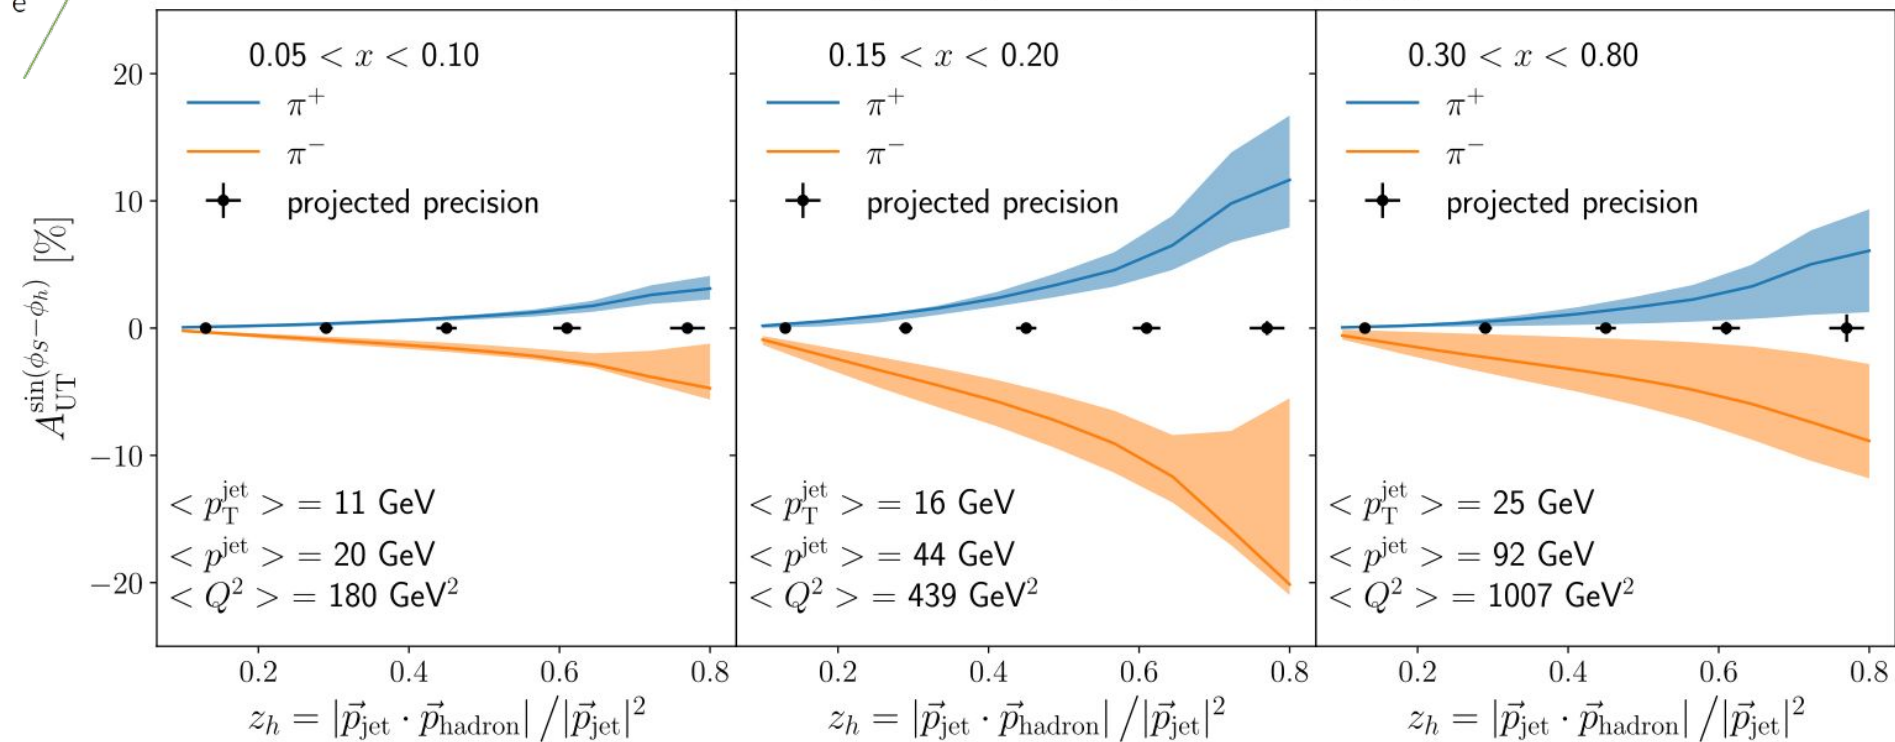 e
0.05 < x < 0.10
π⁺
π⁻
projected precision
< p_T^jet > = 11 GeV
< p^jet > = 20 GeV
< Q² > = 180 GeV²
0.15 < x < 0.20
π⁺
π⁻
projected precision
< p_T^jet > = 16 GeV
< p^jet > = 44 GeV
< Q² > = 439 GeV²
0.30 < x < 0.80
π⁺
π⁻
projected precision
< p_T^jet > = 25 GeV
< p^jet > = 92 GeV
< Q² > = 1007 GeV²
A_UT^sin(ϕ_S−ϕ_h) [%]
20
10
0
−10
−20
0.2 0.4 0.6 0.8
0.2 0.4 0.6 0.8
0.2 0.4 0.6 0.8
z_h = |p⃗_jet · p⃗_hadron| / |p⃗_jet|²
z_h = |p⃗_jet · p⃗_hadron| / |p⃗_jet|²
z_h = |p⃗_jet · p⃗_hadron| / |p⃗_jet|²